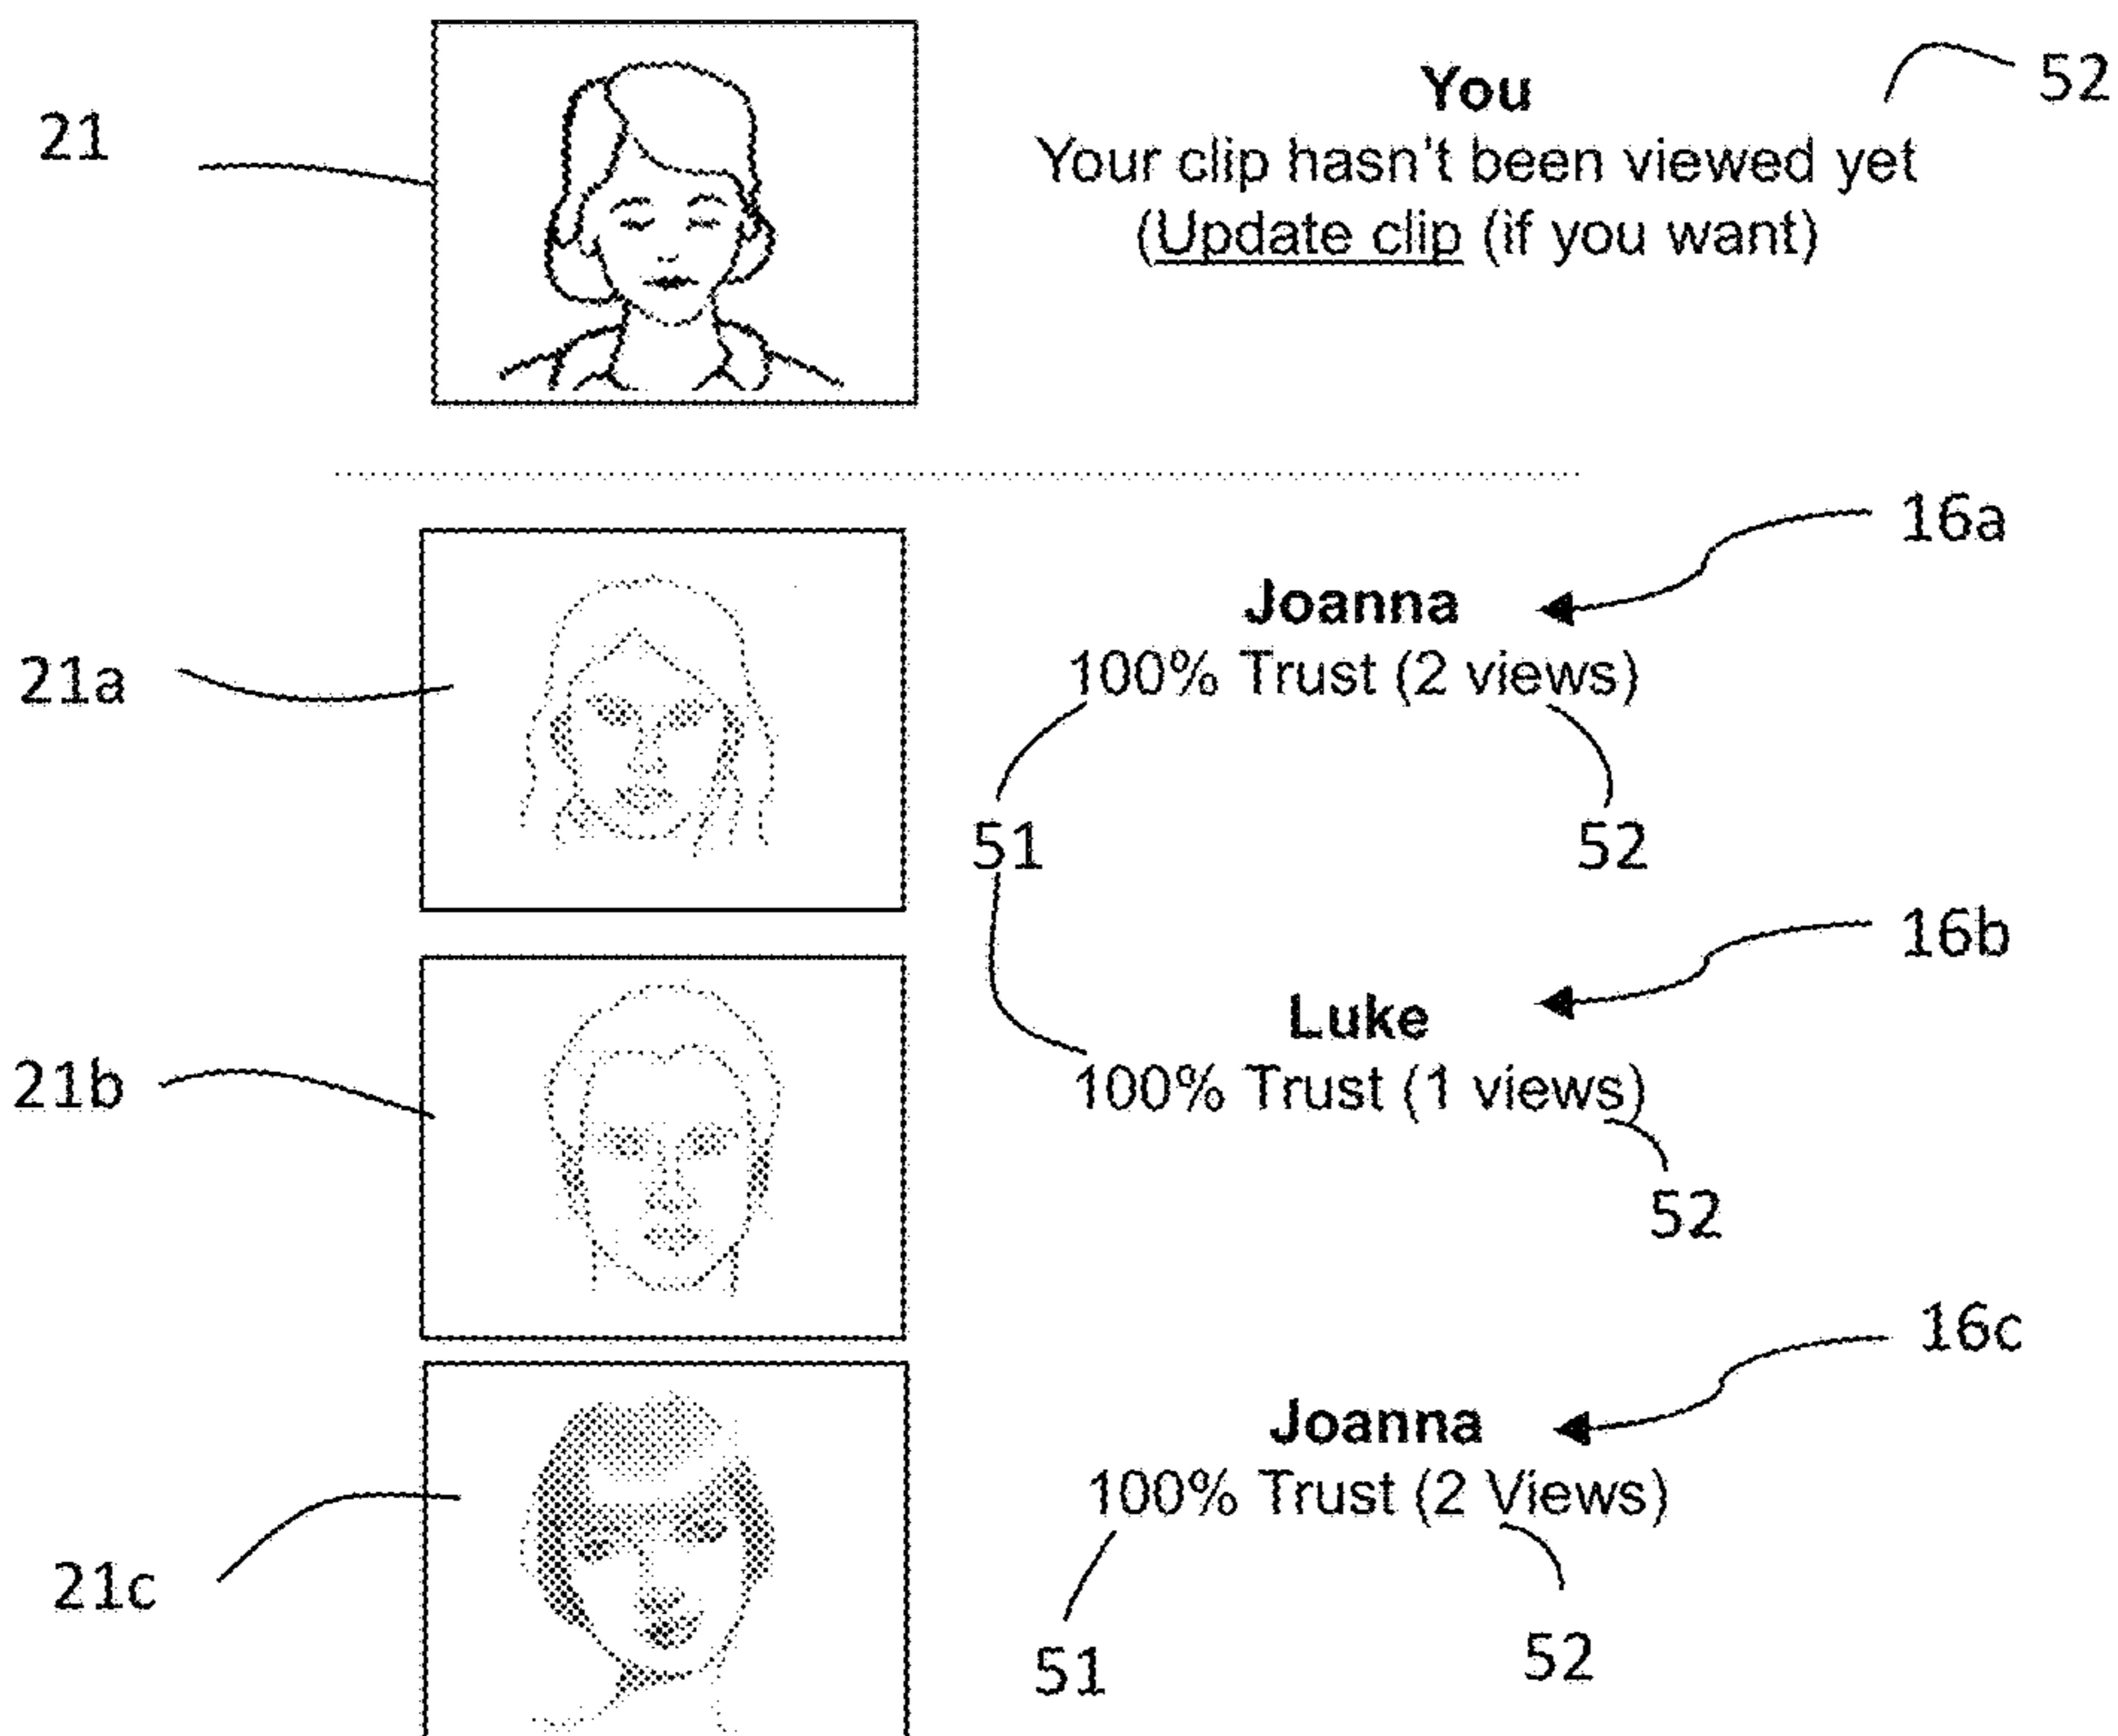 You
52
21
Your clip hasn't been viewed yet
(Update clip (if you want)
16a
Joanna
21a
100% Trust (2 views)
51
52
16b
Luke
21b
100% Trust (1 views)
52
16c
Joanna
100% Trust (2 Views)
21c
51
52